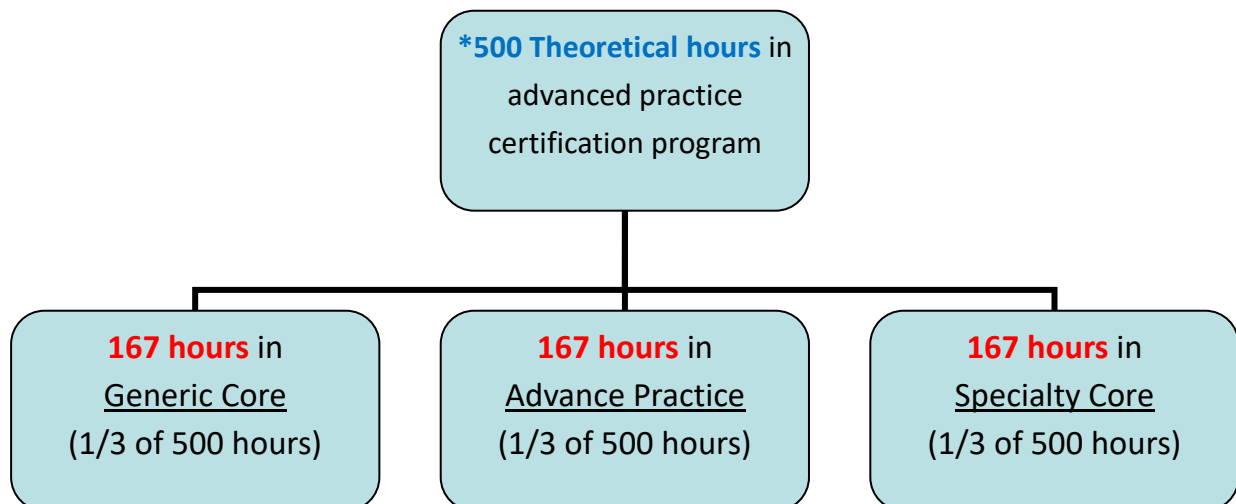 *500 Theoretical hours in
advanced practice
certification program
167 hours in
Generic Core
(1/3 of 500 hours)
167 hours in
Advance Practice
(1/3 of 500 hours)
167 hours in
Specialty Core
(1/3 of 500 hours)